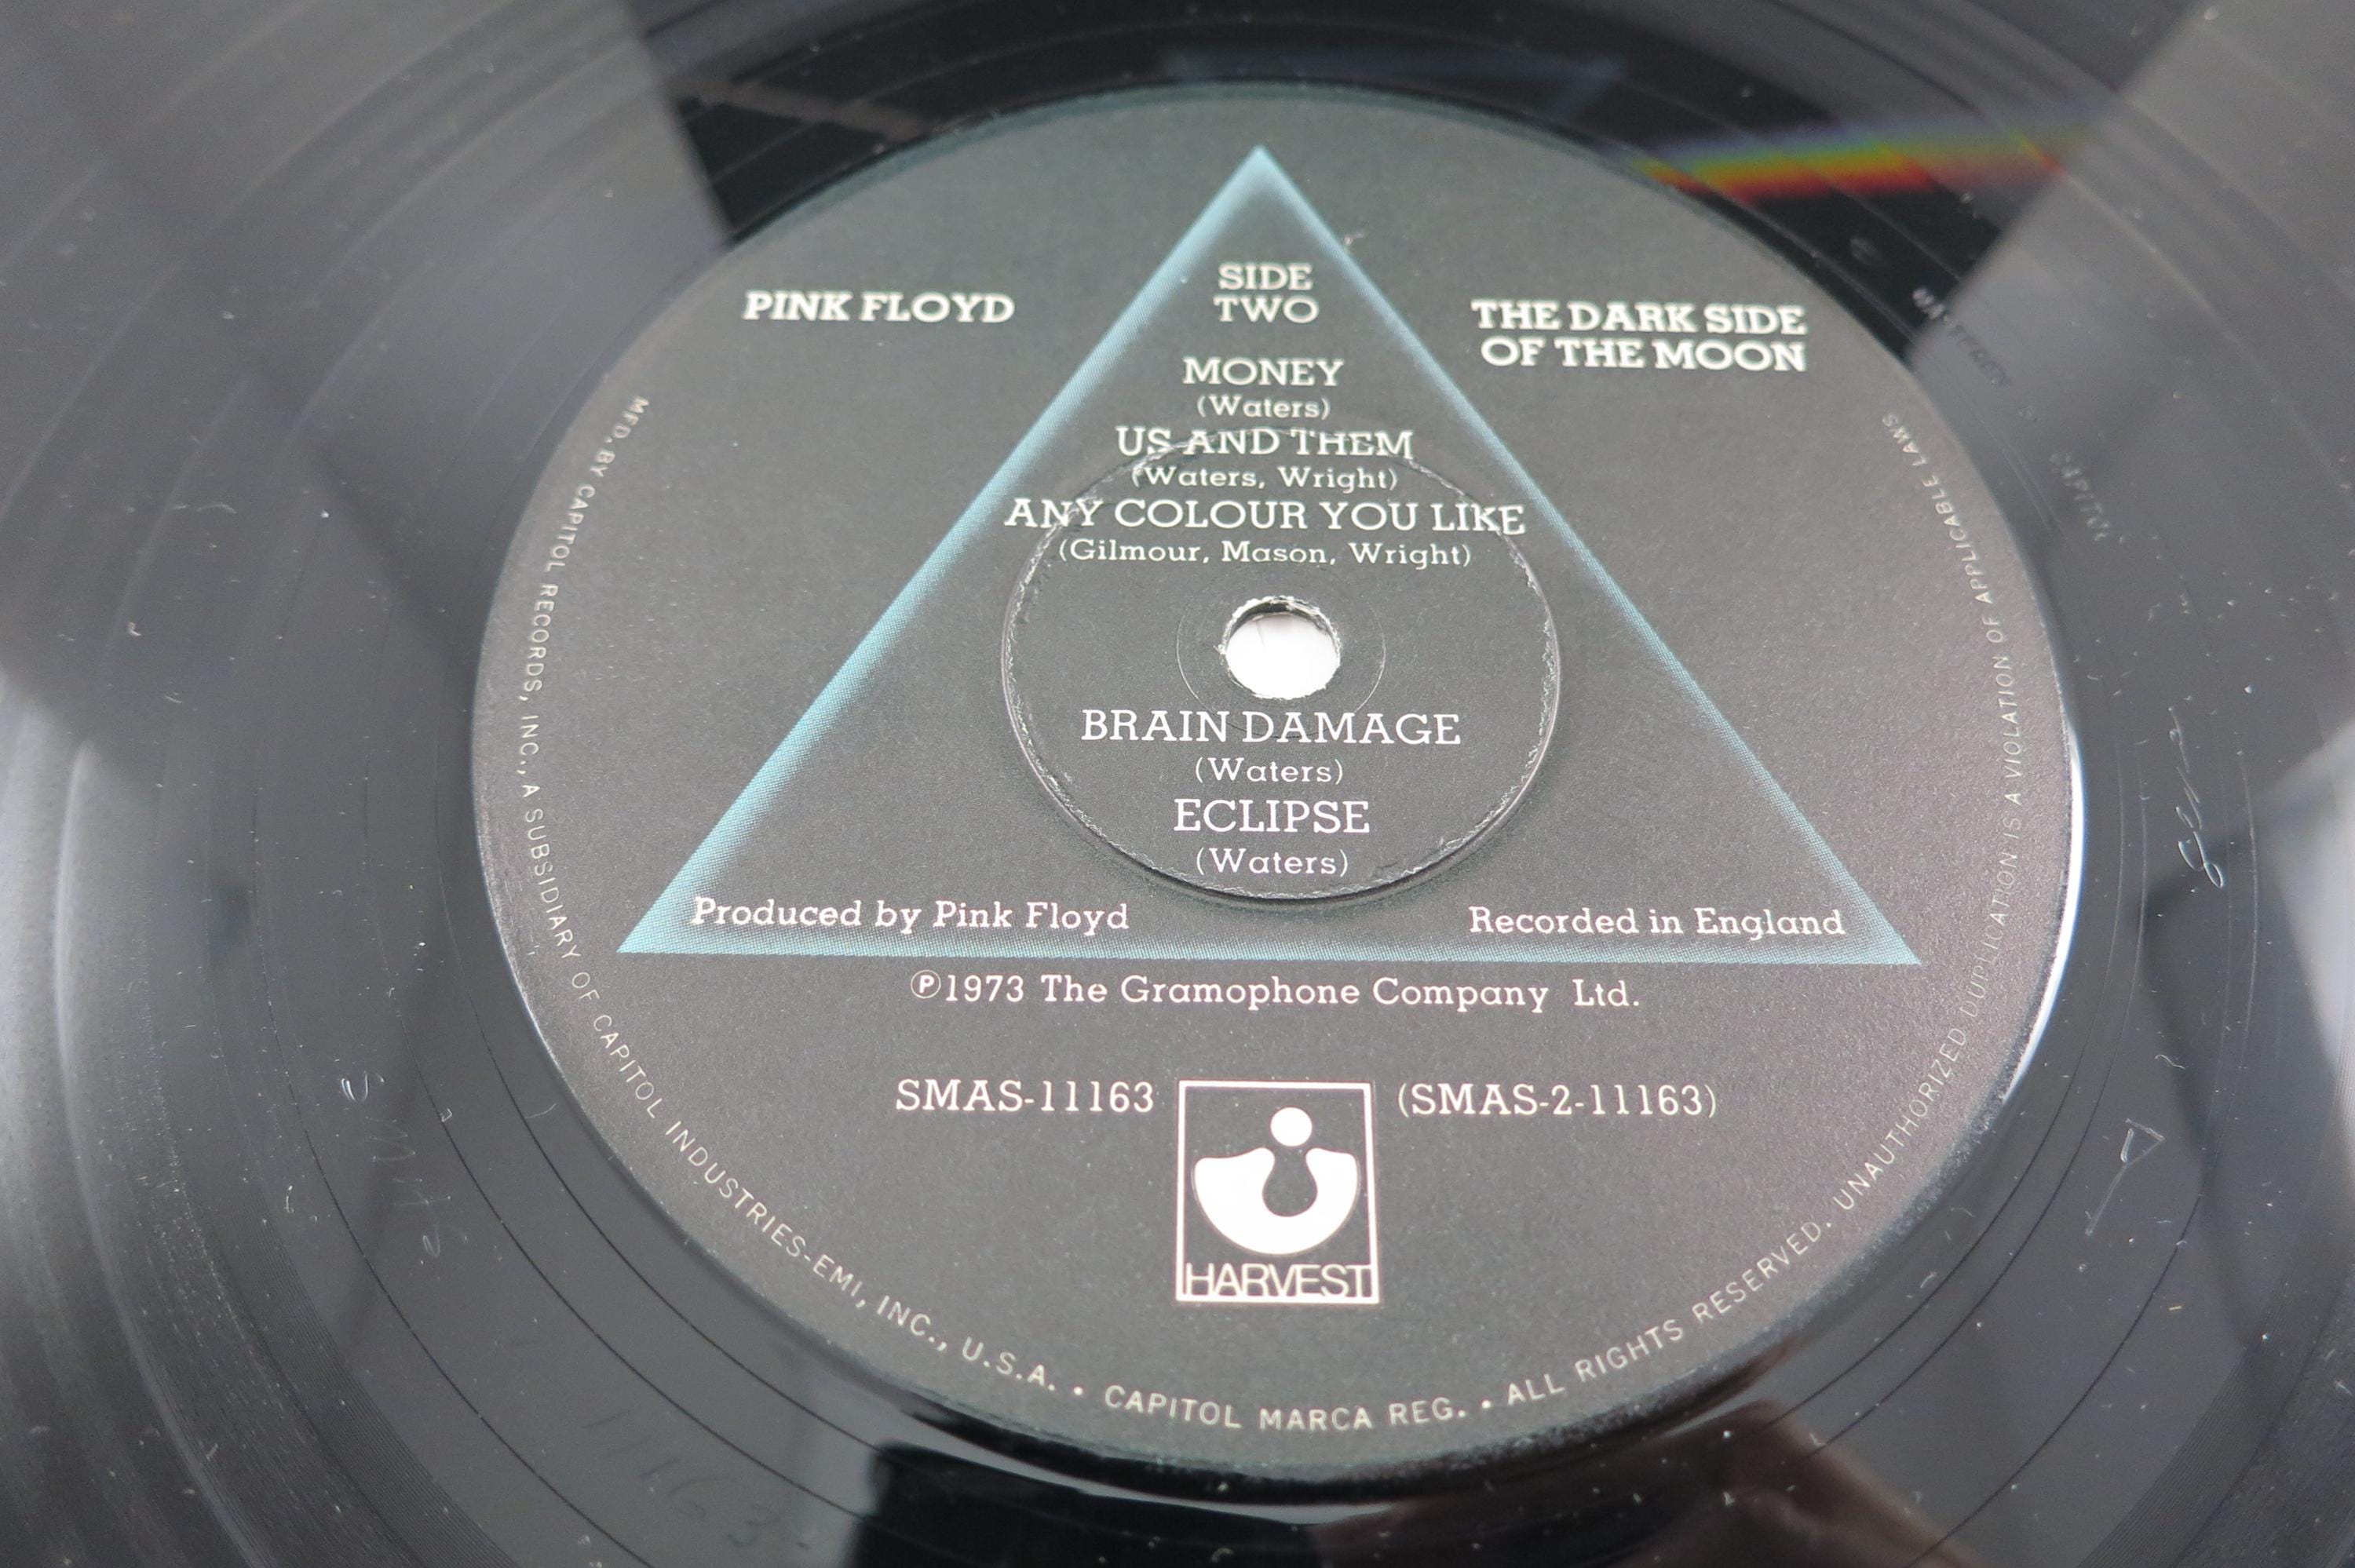 PINK FLOYD
SIDE
TWO
THE DARK SIDE
OF THE MOON
MONEY
(Waters)
US AND THEM
(Waters, Wright)
ANY COLOUR YOU LIKE
(Gilmour, Mason, Wright)
BRAIN DAMAGE
(Waters)
ECLIPSE
(Waters)
Produced by Pink Floyd
Recorded in England
℗1973 The Gramophone Company Ltd.
SMAS-11163
(SMAS-2-11163)
HARVEST
MFD. BY CAPITOL RECORDS, INC., A SUBSIDIARY OF CAPITOL INDUSTRIES-EMI, INC., U.S.A. • CAPITOL MARCA REG. • ALL RIGHTS RESERVED. UNAUTHORIZED DUPLICATION IS A VIOLATION OF APPLICABLE LAWS
11163